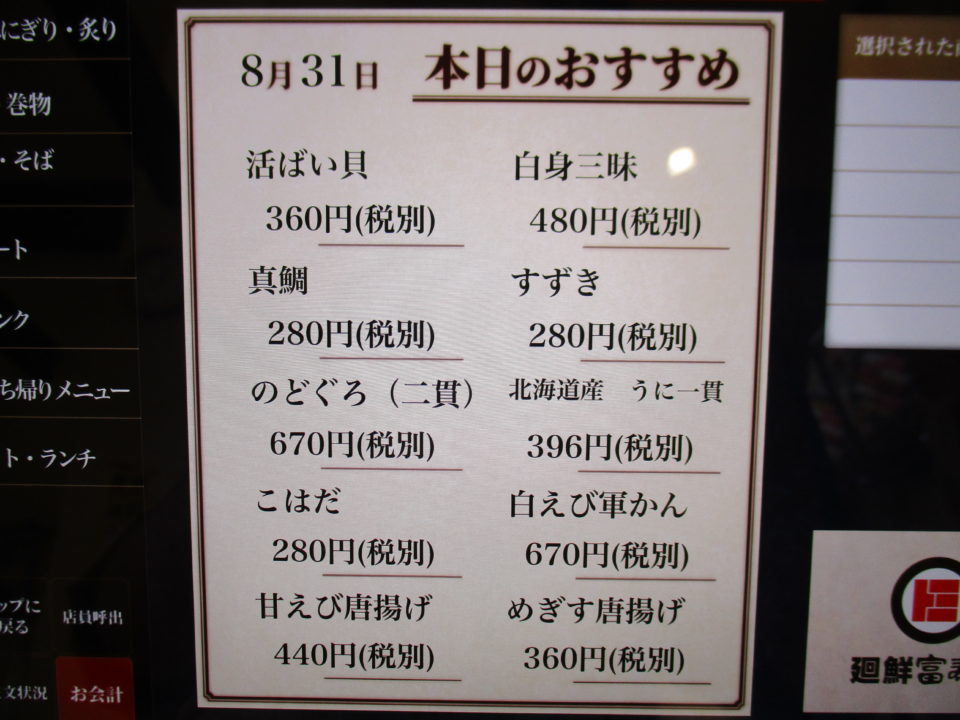 にぎり・炙り
巻物
・そば
ート
ンク
ち帰りメニュー
ト・ランチ
ップに
戻る
店員呼出
文状況
お会計
8月31日 本日のおすすめ
活ばい貝
360円(税別)
白身三昧
480円(税別)
真鯛
280円(税別)
すずき
280円(税別)
のどぐろ（二貫）
670円(税別)
北海道産　うに一貫
396円(税別)
こはだ
280円(税別)
白えび軍かん
670円(税別)
甘えび唐揚げ
440円(税別)
めぎす唐揚げ
360円(税別)
選択された
廻鮮富